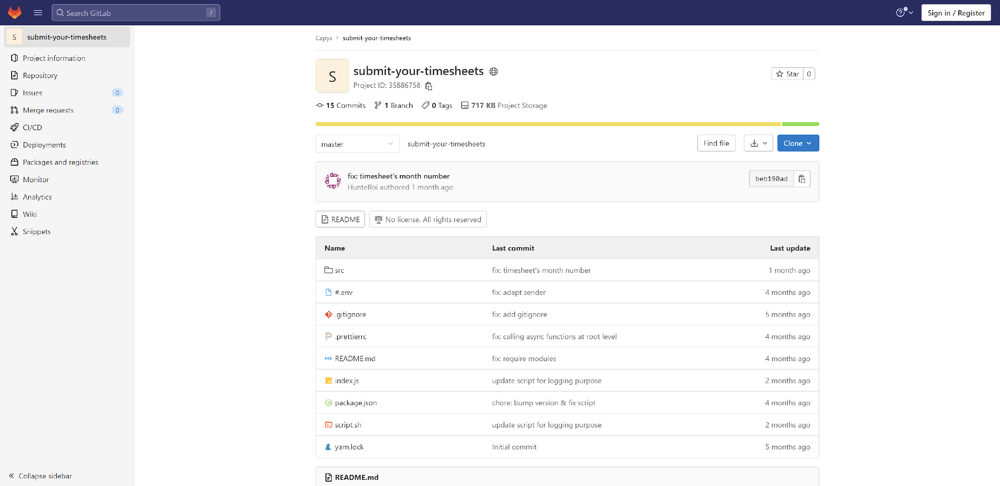 Search GitLab /
Sign in / Register
S submit-your-timesheets
Project information
Repository
Issues 0
Merge requests 0
CI/CD
Deployments
Packages and registries
Monitor
Analytics
Wiki
Snippets
Collapse sidebar
Capyx > submit-your-timesheets
S
submit-your-timesheets
Project ID: 35886758
Star 0
15 Commits 1 Branch 0 Tags 717 KB Project Storage
master submit-your-timesheets Find file Clone
fix: timesheet's month number
HunteRoi authored 1 month ago
beb190ad
README No license. All rights reserved
Name Last commit Last update
src fix: timesheet's month number 1 month ago
#.env fix: adapt sender 4 months ago
.gitignore fix: add gitignore 5 months ago
.prettierrc fix: calling async functions at root level 4 months ago
README.md fix: require modules 4 months ago
index.js update script for logging purpose 2 months ago
package.json chore: bump version & fix script 4 months ago
script.sh update script for logging purpose 2 months ago
yarn.lock Initial commit 5 months ago
README.md